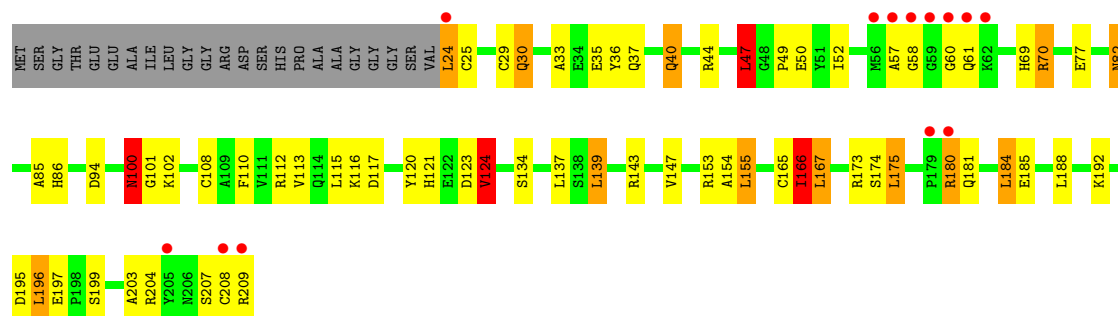 MET SER GLY THR GLU GLU ALA ILE LEU GLY GLY ARG ASP SER HIS PRO ALA ALA GLY GLY GLY SER VAL L24 C25 C29 Q30 A33 E34 E35 Y36 Q37 Q40 R44 L47 G48 P49 E50 Y51 I52 M56 A57 G58 G59 G60 Q61 K62 H69 R70 E77
A85 H86 D94 N100 G101 K102 C108 A109 F110 V111 R112 V113 Q114 L115 K116 D117 Y120 H121 E122 D123 V124 S134 L137 S138 L139 R143 V147 R153 A154 L155 C165 I166 L167 R173 S174 L175 P179 R180 Q181 L184 E185 L188 K192
D195 L196 E197 P198 S199 A203 R204 Y205 N206 S207 C208 R209